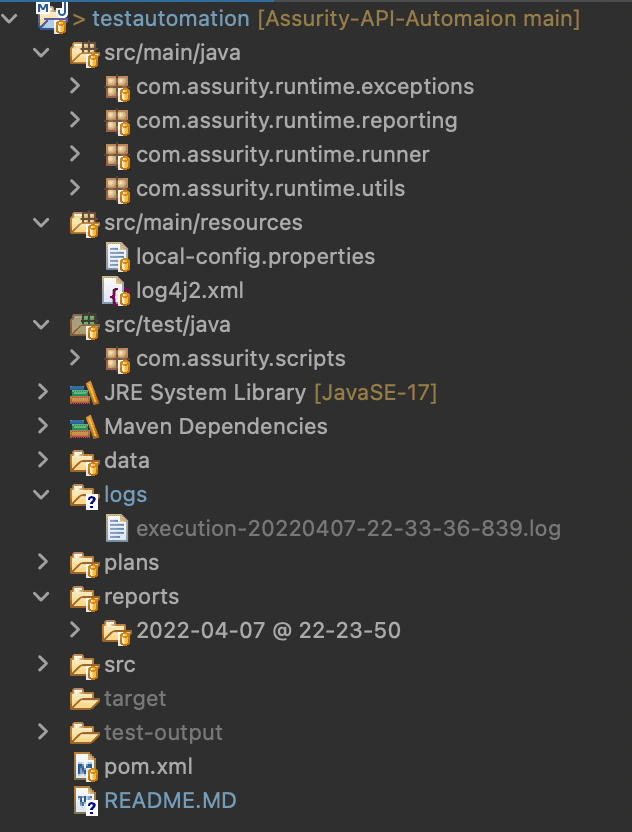 > testautomation [Assurity-API-Automaion main]
src/main/java
com.assurity.runtime.exceptions
com.assurity.runtime.reporting
com.assurity.runtime.runner
com.assurity.runtime.utils
src/main/resources
local-config.properties
log4j2.xml
src/test/java
com.assurity.scripts
JRE System Library [JavaSE-17]
Maven Dependencies
data
logs
execution-20220407-22-33-36-839.log
plans
reports
2022-04-07 @ 22-23-50
src
target
test-output
pom.xml
README.MD